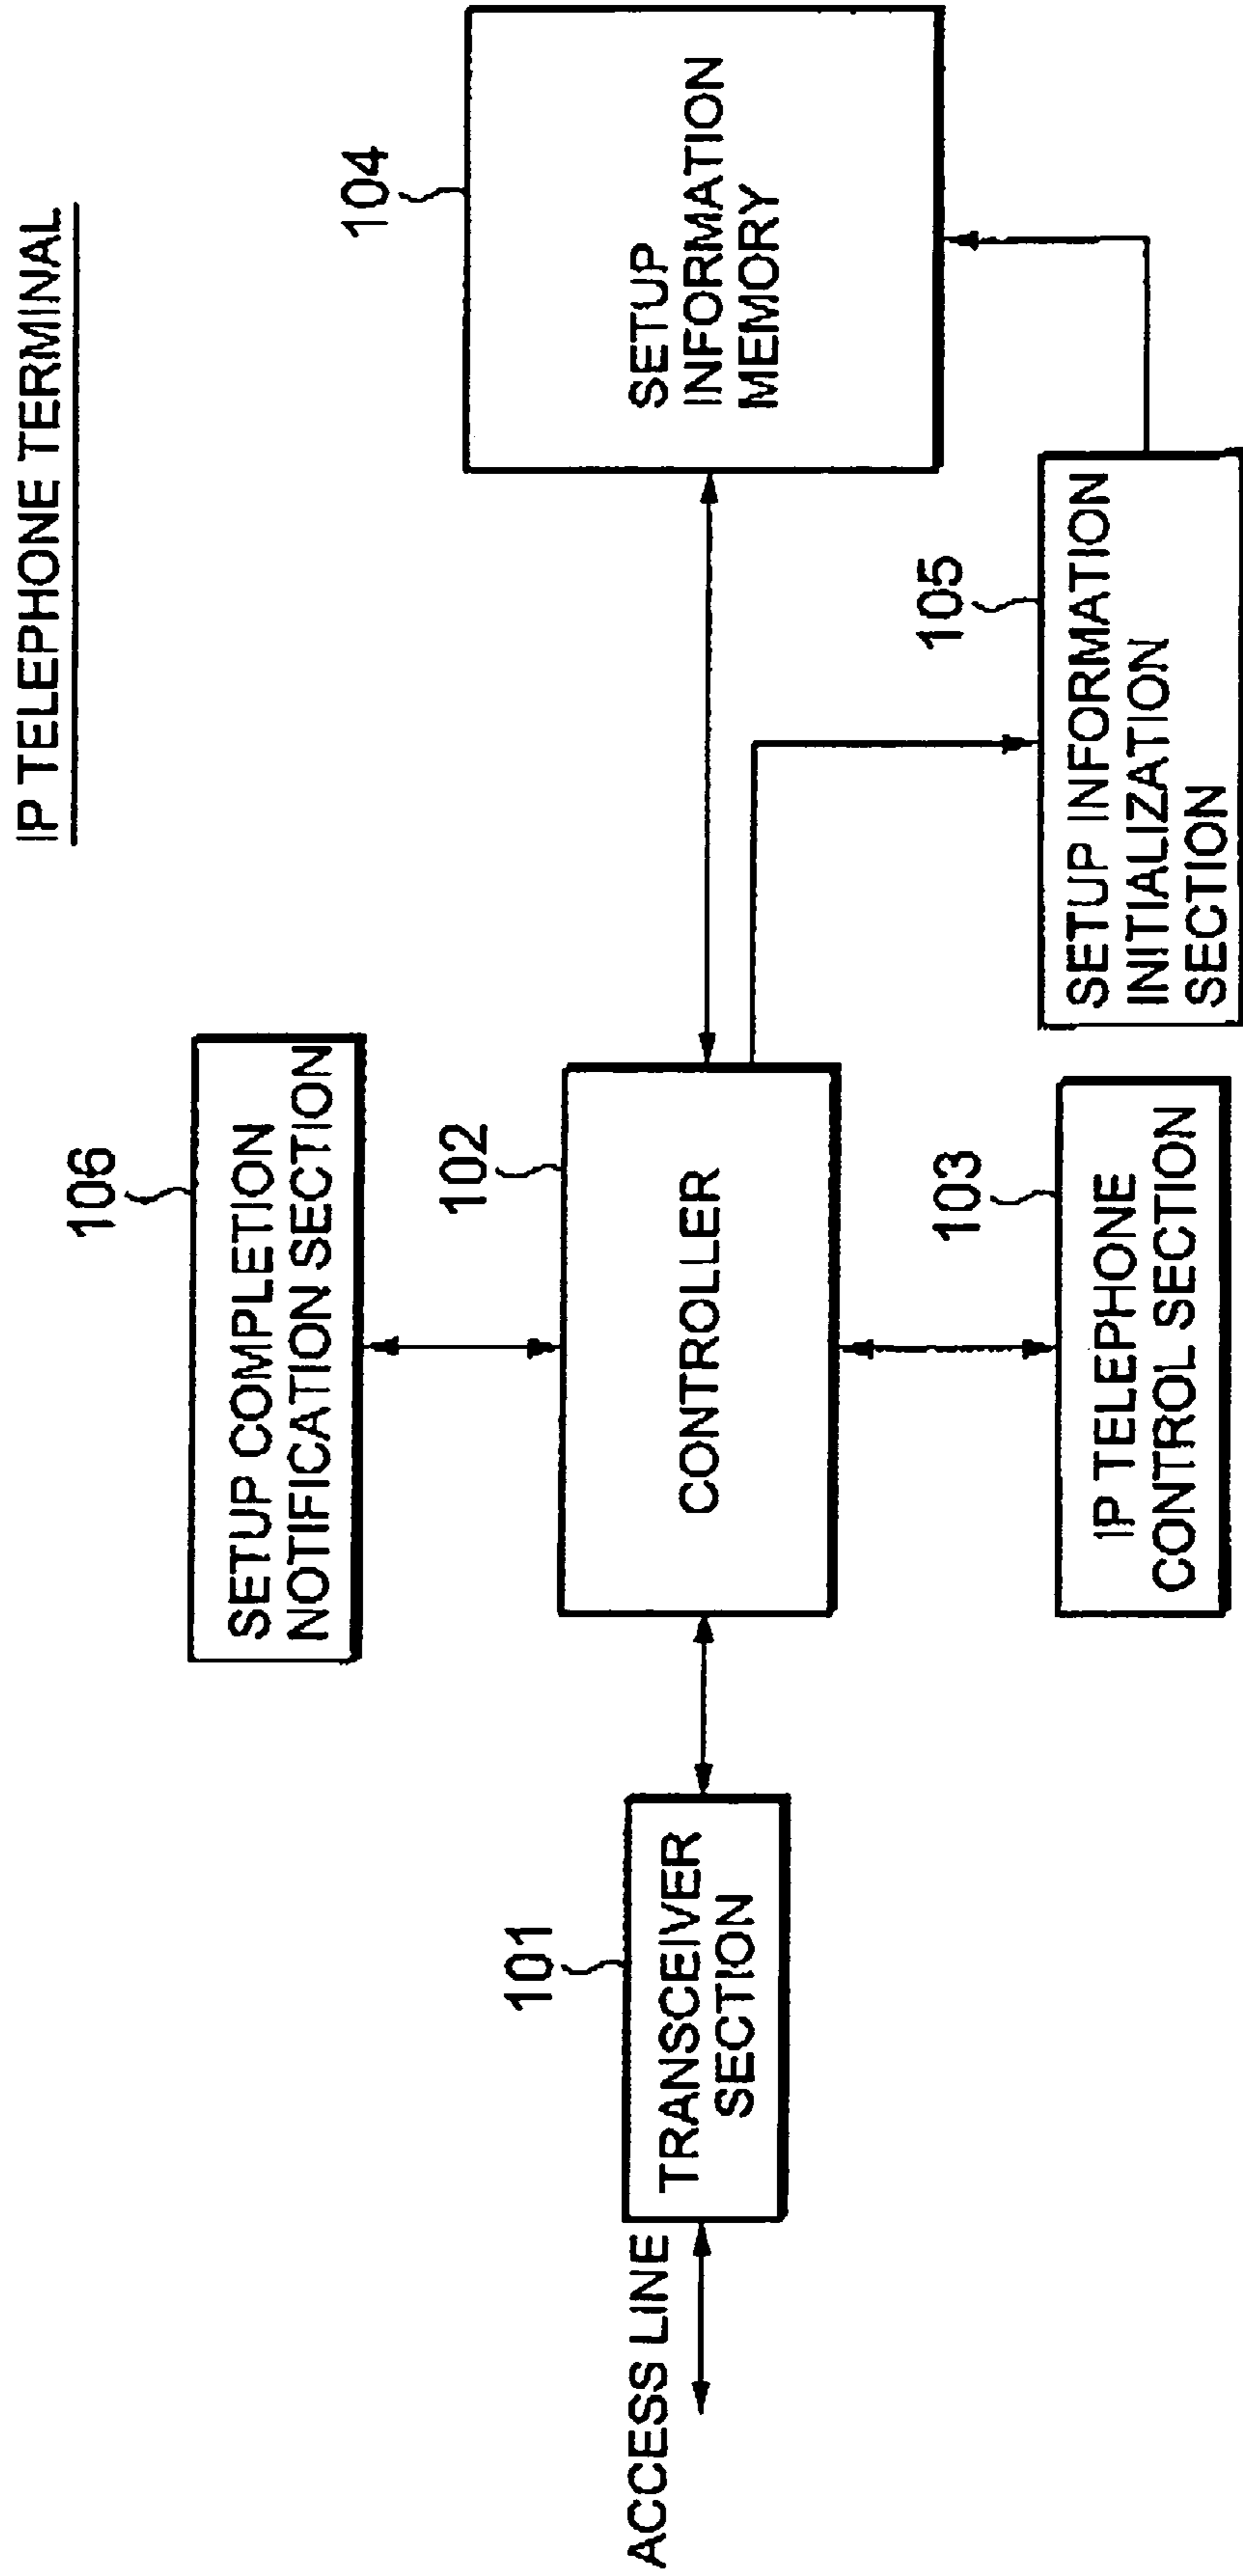 IP TELEPHONE TERMINAL
106
SETUP COMPLETION
NOTIFICATION SECTION
104
SETUP
INFORMATION
MEMORY
102
CONTROLLER
101
TRANSCEIVER
SECTION
ACCESS LINE
103
IP TELEPHONE
CONTROL SECTION
105
SETUP INFORMATION
INITIALIZATION
SECTION